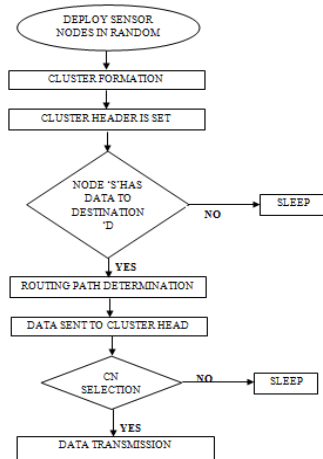 DEPLOY SENSOR
NODES IN RANDOM
CLUSTER FORMATION
CLUSTER HEADER IS SET
NODE 'S'HAS
DATA TO
DESTINATION
'D
NO
SLEEP
YES
ROUTING PATH DETERMINATION
DATA SENT TO CLUSTER HEAD
CN
SELECTION
NO
SLEEP
YES
DATA TRANSMISSION